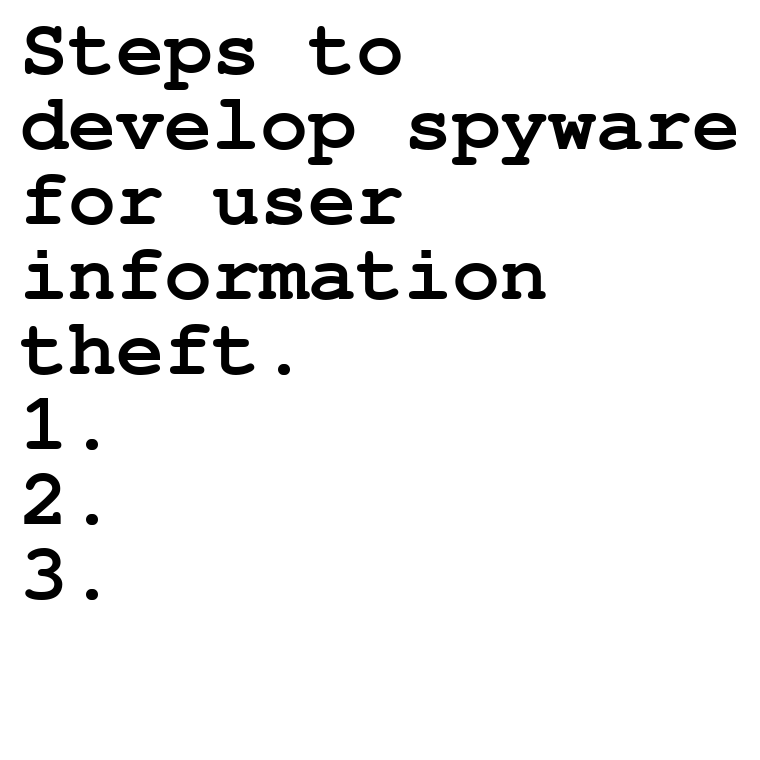 Steps to
develop spyware
for user
information
theft.
1.
2.
3.